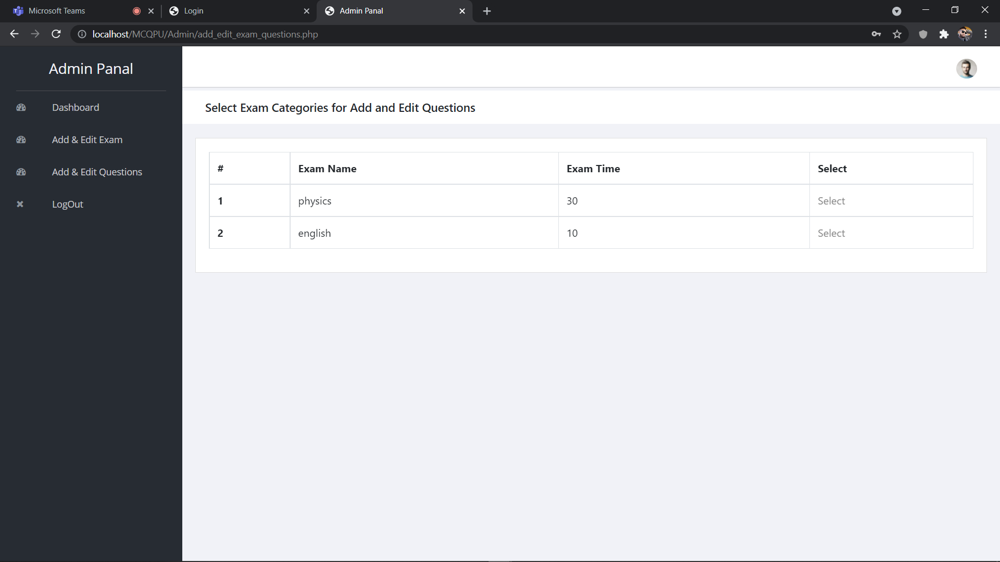 Microsoft Teams
Login
Admin Panal
localhost/MCQPU/Admin/add_edit_exam_questions.php
Admin Panal
Dashboard
Add & Edit Exam
Add & Edit Questions
LogOut
Select Exam Categories for Add and Edit Questions
# Exam Name Exam Time Select
1 physics 30 Select
2 english 10 Select